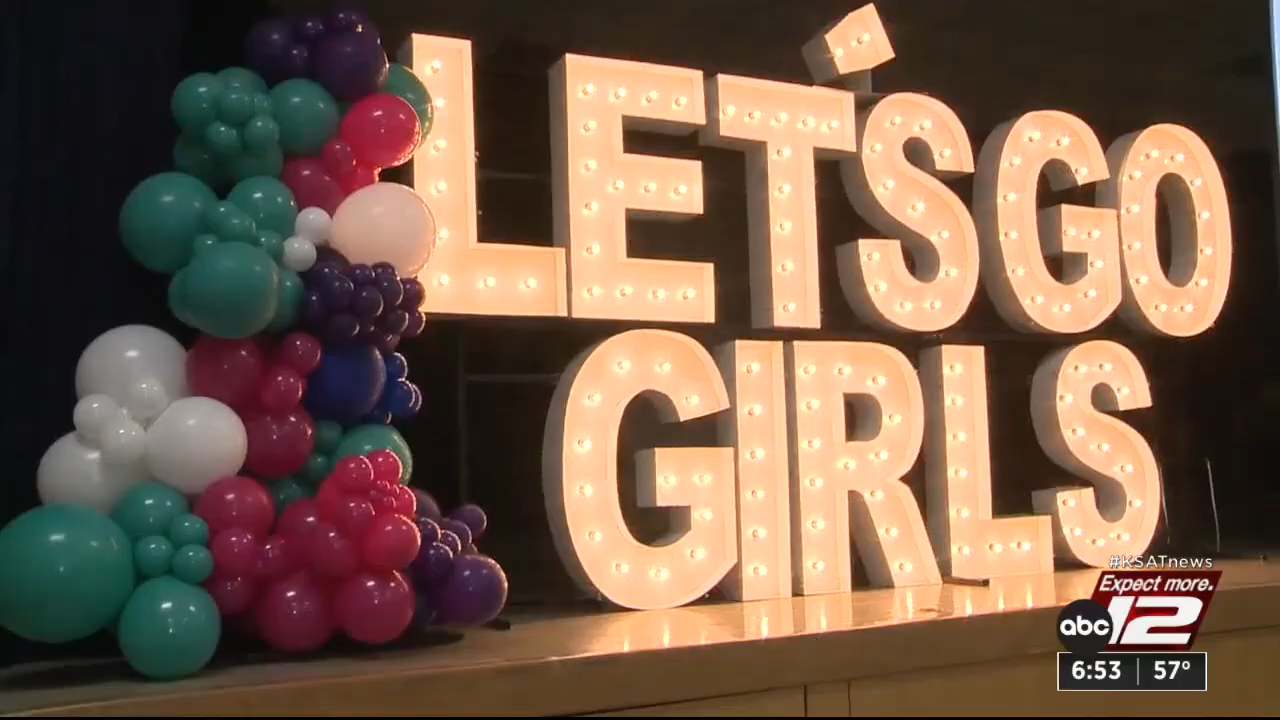 LET'S GO
GIRLS
#KSATnews
Expect more.
abc 12
6:53 57°